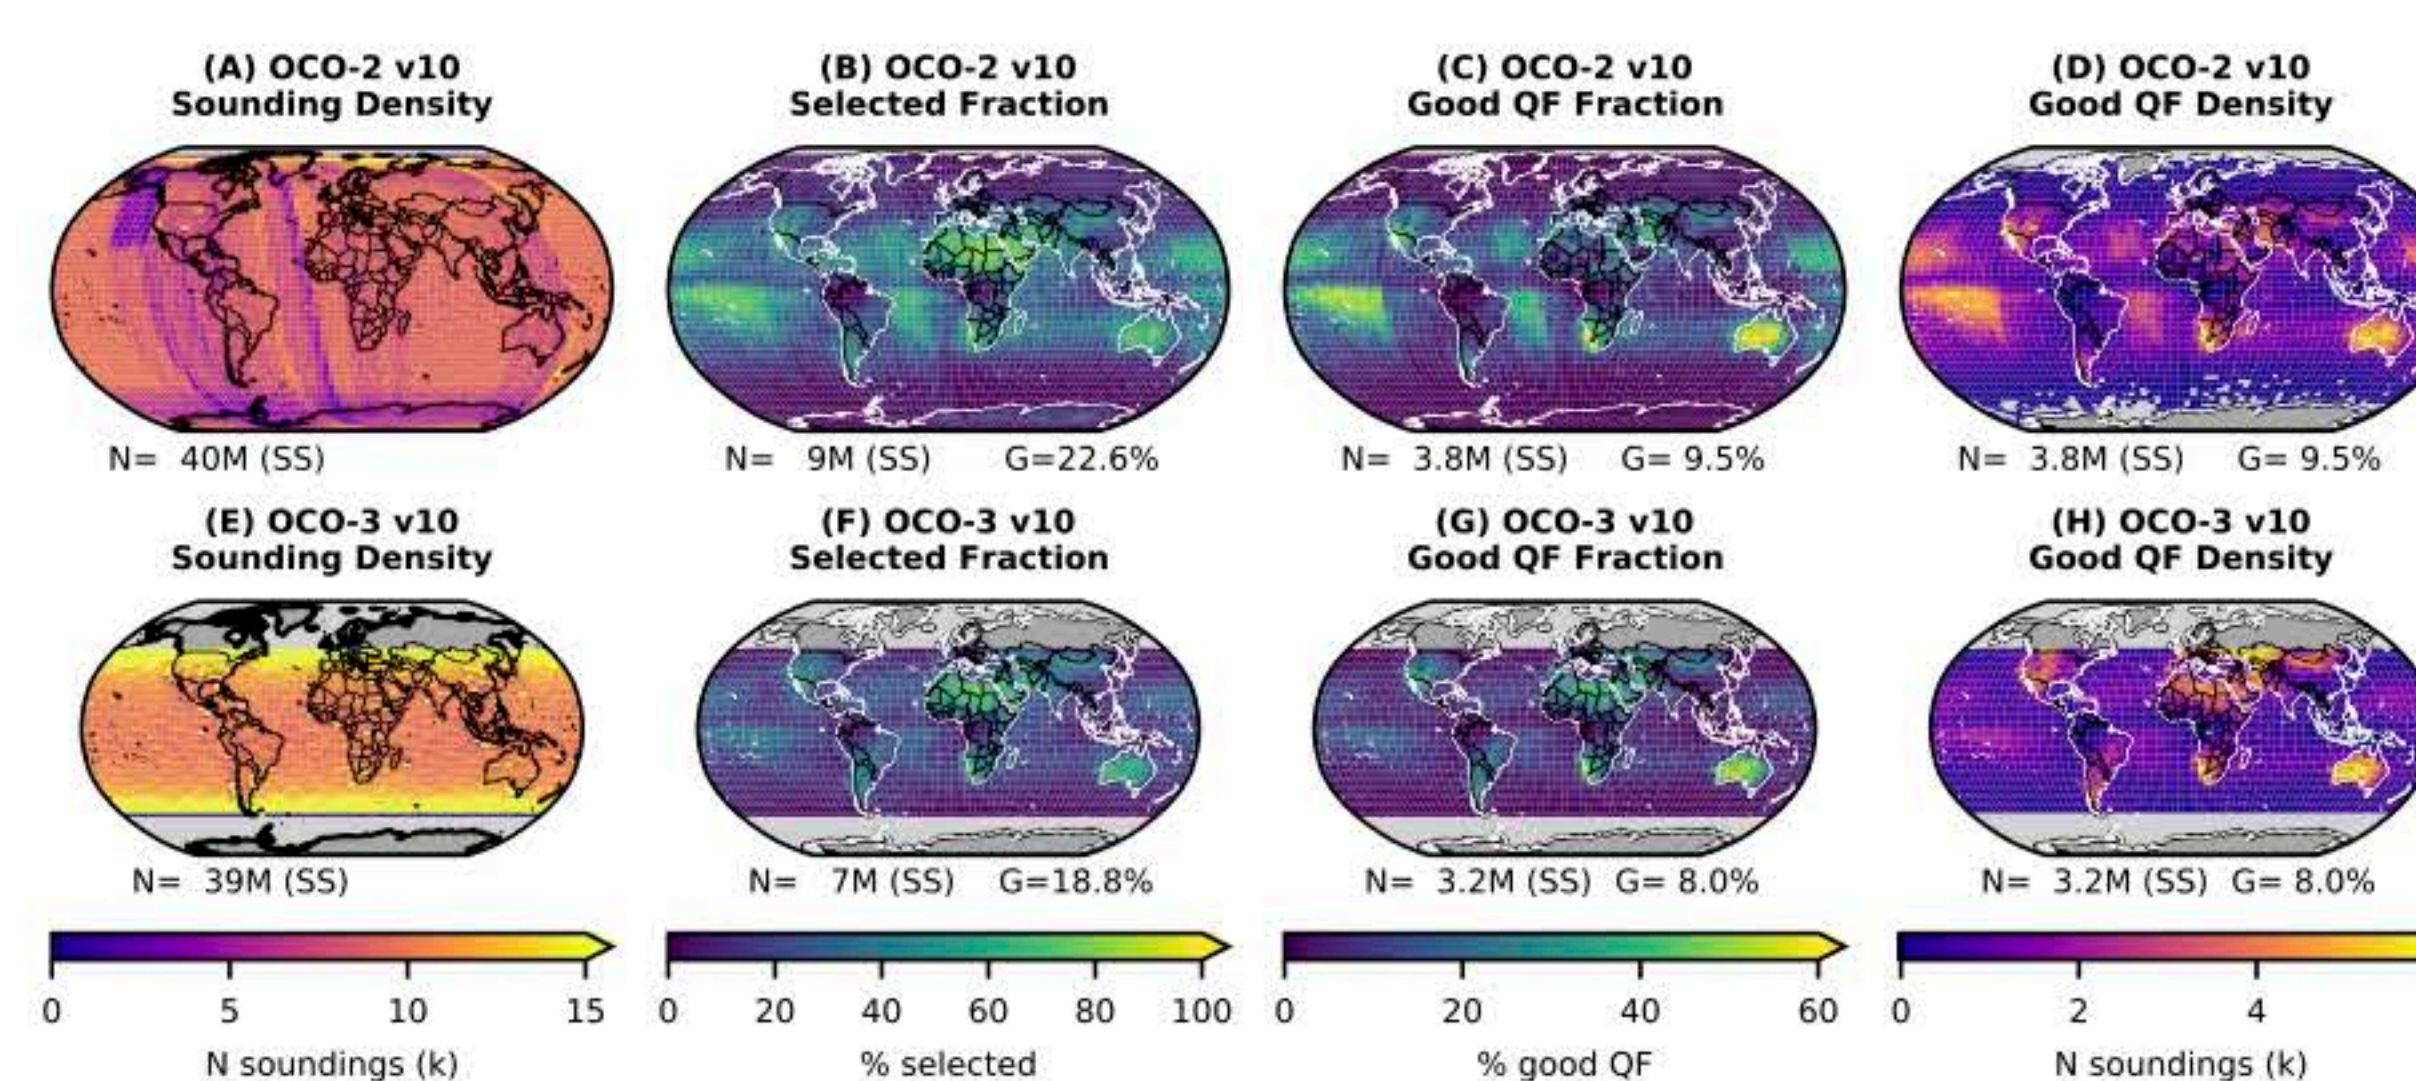 (A) OCO-2 v10
Sounding Density
(B) OCO-2 v10
Selected Fraction
(C) OCO-2 v10
Good QF Fraction
(D) OCO-2 v10
Good QF Density
N= 40M (SS)
N= 9M (SS) G=22.6%
N= 3.8M (SS) G= 9.5%
N= 3.8M (SS) G= 9.5%
(E) OCO-3 v10
Sounding Density
(F) OCO-3 v10
Selected Fraction
(G) OCO-3 v10
Good QF Fraction
(H) OCO-3 v10
Good QF Density
N= 39M (SS)
N= 7M (SS) G=18.8%
N= 3.2M (SS) G= 8.0%
N= 3.2M (SS) G= 8.0%
0 5 10 15
N soundings (k)
0 20 40 60 80 100
% selected
0 20 40 60
% good QF
0 2 4
N soundings (k)